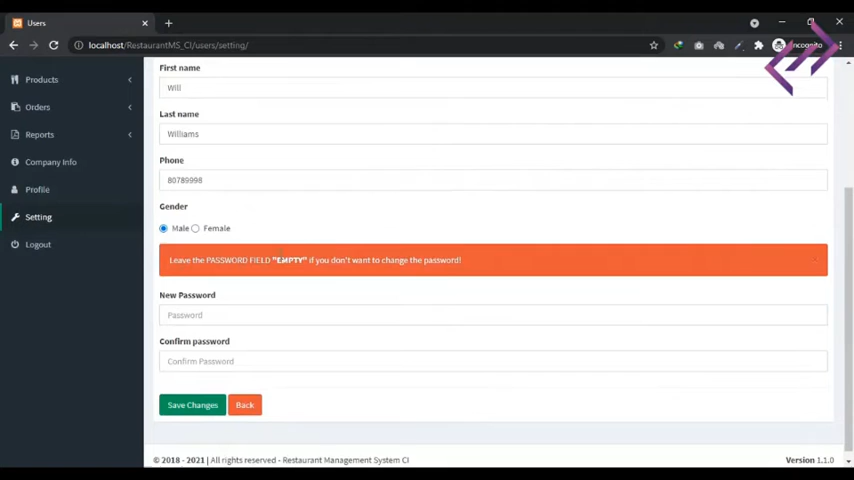 Users
localhost/RestaurantMS_CI/users/setting/
Incognito
Products
Orders
Reports
Company Info
Profile
Setting
Logout
First name
Will
Last name
Williams
Phone
80789998
Gender
Male Female
Leave the PASSWORD FIELD "EMPTY" if you don't want to change the password!
New Password
Password
Confirm password
Confirm Password
Save Changes Back
© 2018 - 2021 | All rights reserved - Restaurant Management System CI
Version 1.1.0